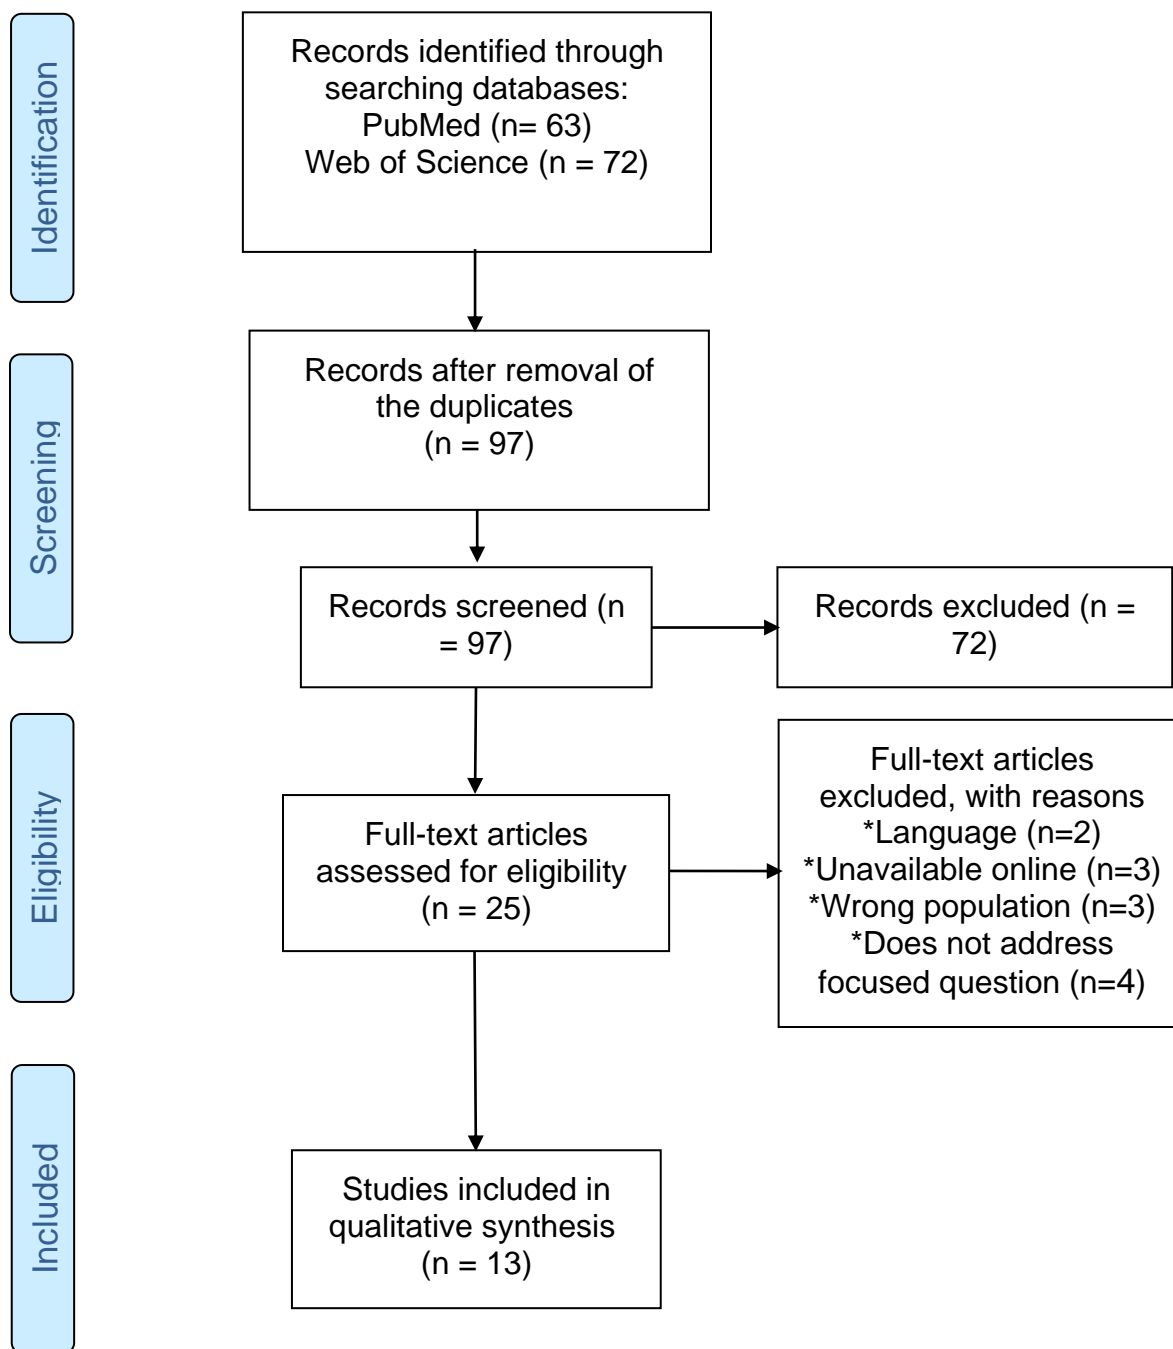 Identification
Records identified through
searching databases:
PubMed (n= 63)
Web of Science (n = 72)
Screening
Records after removal of
the duplicates
(n = 97)
Records screened (n
= 97)
Records excluded (n =
72)
Eligibility
Full-text articles
assessed for eligibility
(n = 25)
Full-text articles
excluded, with reasons
*Language (n=2)
*Unavailable online (n=3)
*Wrong population (n=3)
*Does not address
focused question (n=4)
Included
Studies included in
qualitative synthesis
(n = 13)